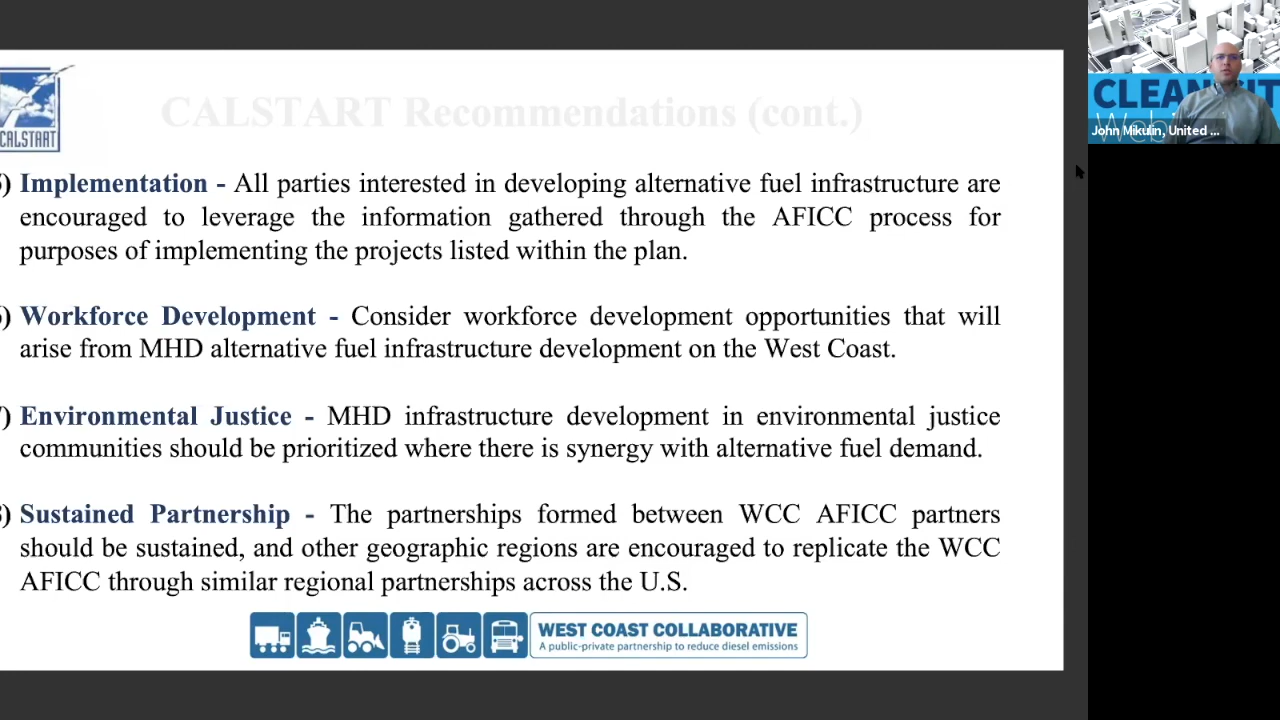 CALSTART
CALSTART Recommendations (cont.)
) Implementation - All parties interested in developing alternative fuel infrastructure are
encouraged to leverage the information gathered through the AFICC process for
purposes of implementing the projects listed within the plan.
) Workforce Development - Consider workforce development opportunities that will
arise from MHD alternative fuel infrastructure development on the West Coast.
) Environmental Justice - MHD infrastructure development in environmental justice
communities should be prioritized where there is synergy with alternative fuel demand.
) Sustained Partnership - The partnerships formed between WCC AFICC partners
should be sustained, and other geographic regions are encouraged to replicate the WCC
AFICC through similar regional partnerships across the U.S.
WEST COAST COLLABORATIVE
A public-private partnership to reduce diesel emissions
CLEAN CIT
Web
John Mikulin, United ...